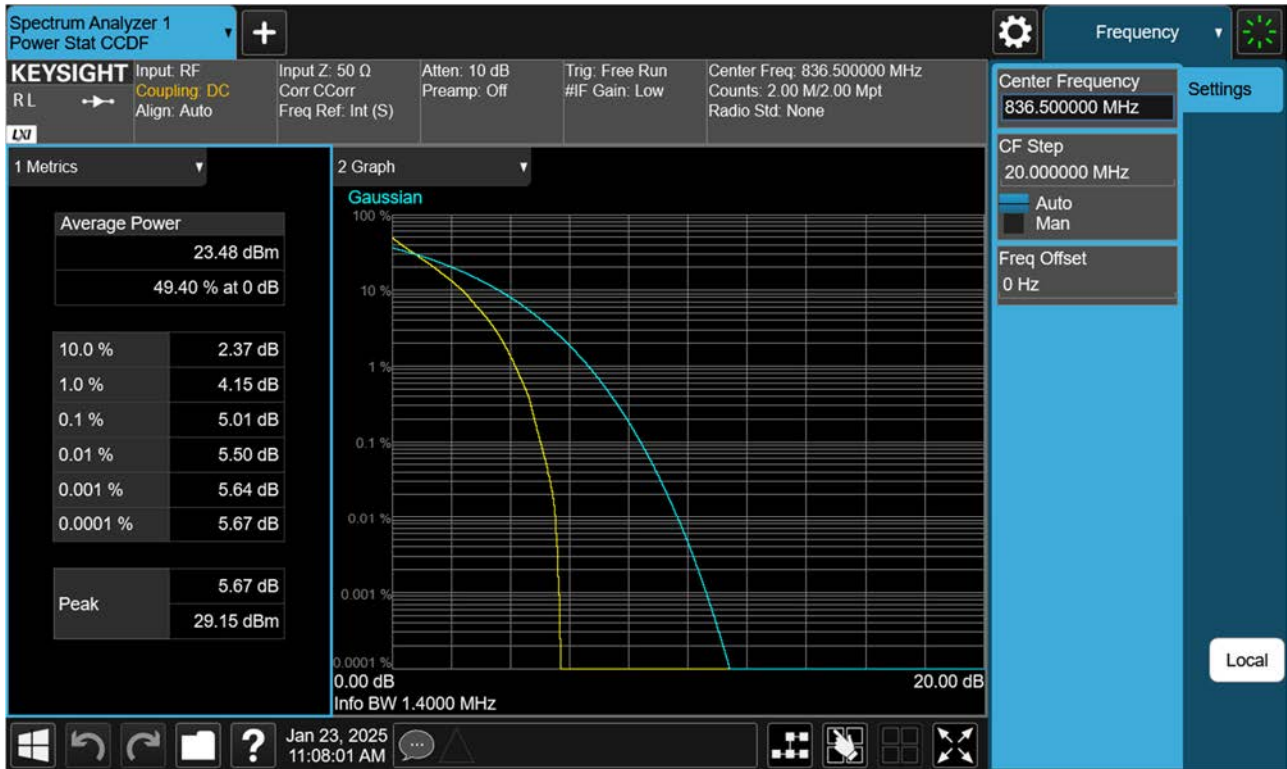 Spectrum Analyzer 1
Power Stat CCDF
+
Frequency
KEYSIGHT
R L
LXI
Input: RF
Coupling: DC
Align: Auto
Input Z: 50 Ω
Corr CCorr
Freq Ref: Int (S)
Atten: 10 dB
Preamp: Off
Trig: Free Run
#IF Gain: Low
Center Freq: 836.500000 MHz
Counts: 2.00 M/2.00 Mpt
Radio Std: None
Center Frequency
836.500000 MHz
Settings
CF Step
20.000000 MHz
Auto
Man
Freq Offset
0 Hz
Local
1 Metrics
Average Power
23.48 dBm
49.40 % at 0 dB
10.0 % 2.37 dB
1.0 % 4.15 dB
0.1 % 5.01 dB
0.01 % 5.50 dB
0.001 % 5.64 dB
0.0001 % 5.67 dB
Peak
5.67 dB
29.15 dBm
2 Graph
Gaussian
100 %
10 %
1 %
0.1 %
0.01 %
0.001 %
0.0001 %
0.00 dB 20.00 dB
Info BW 1.4000 MHz
?
Jan 23, 2025
11:08:01 AM